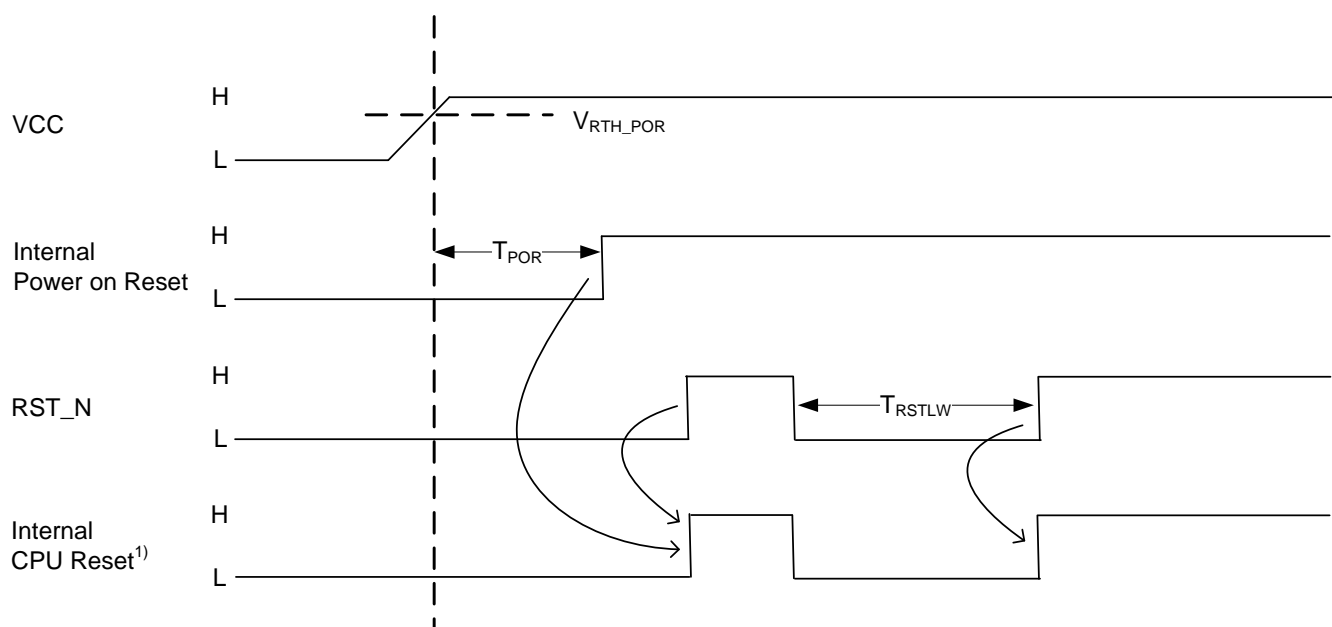 H
VCC
V_RTH_POR
L
H
Internal
T_POR
Power on Reset
L
H
RST_N
T_RSTLW
L
H
Internal
CPU Reset1)
L